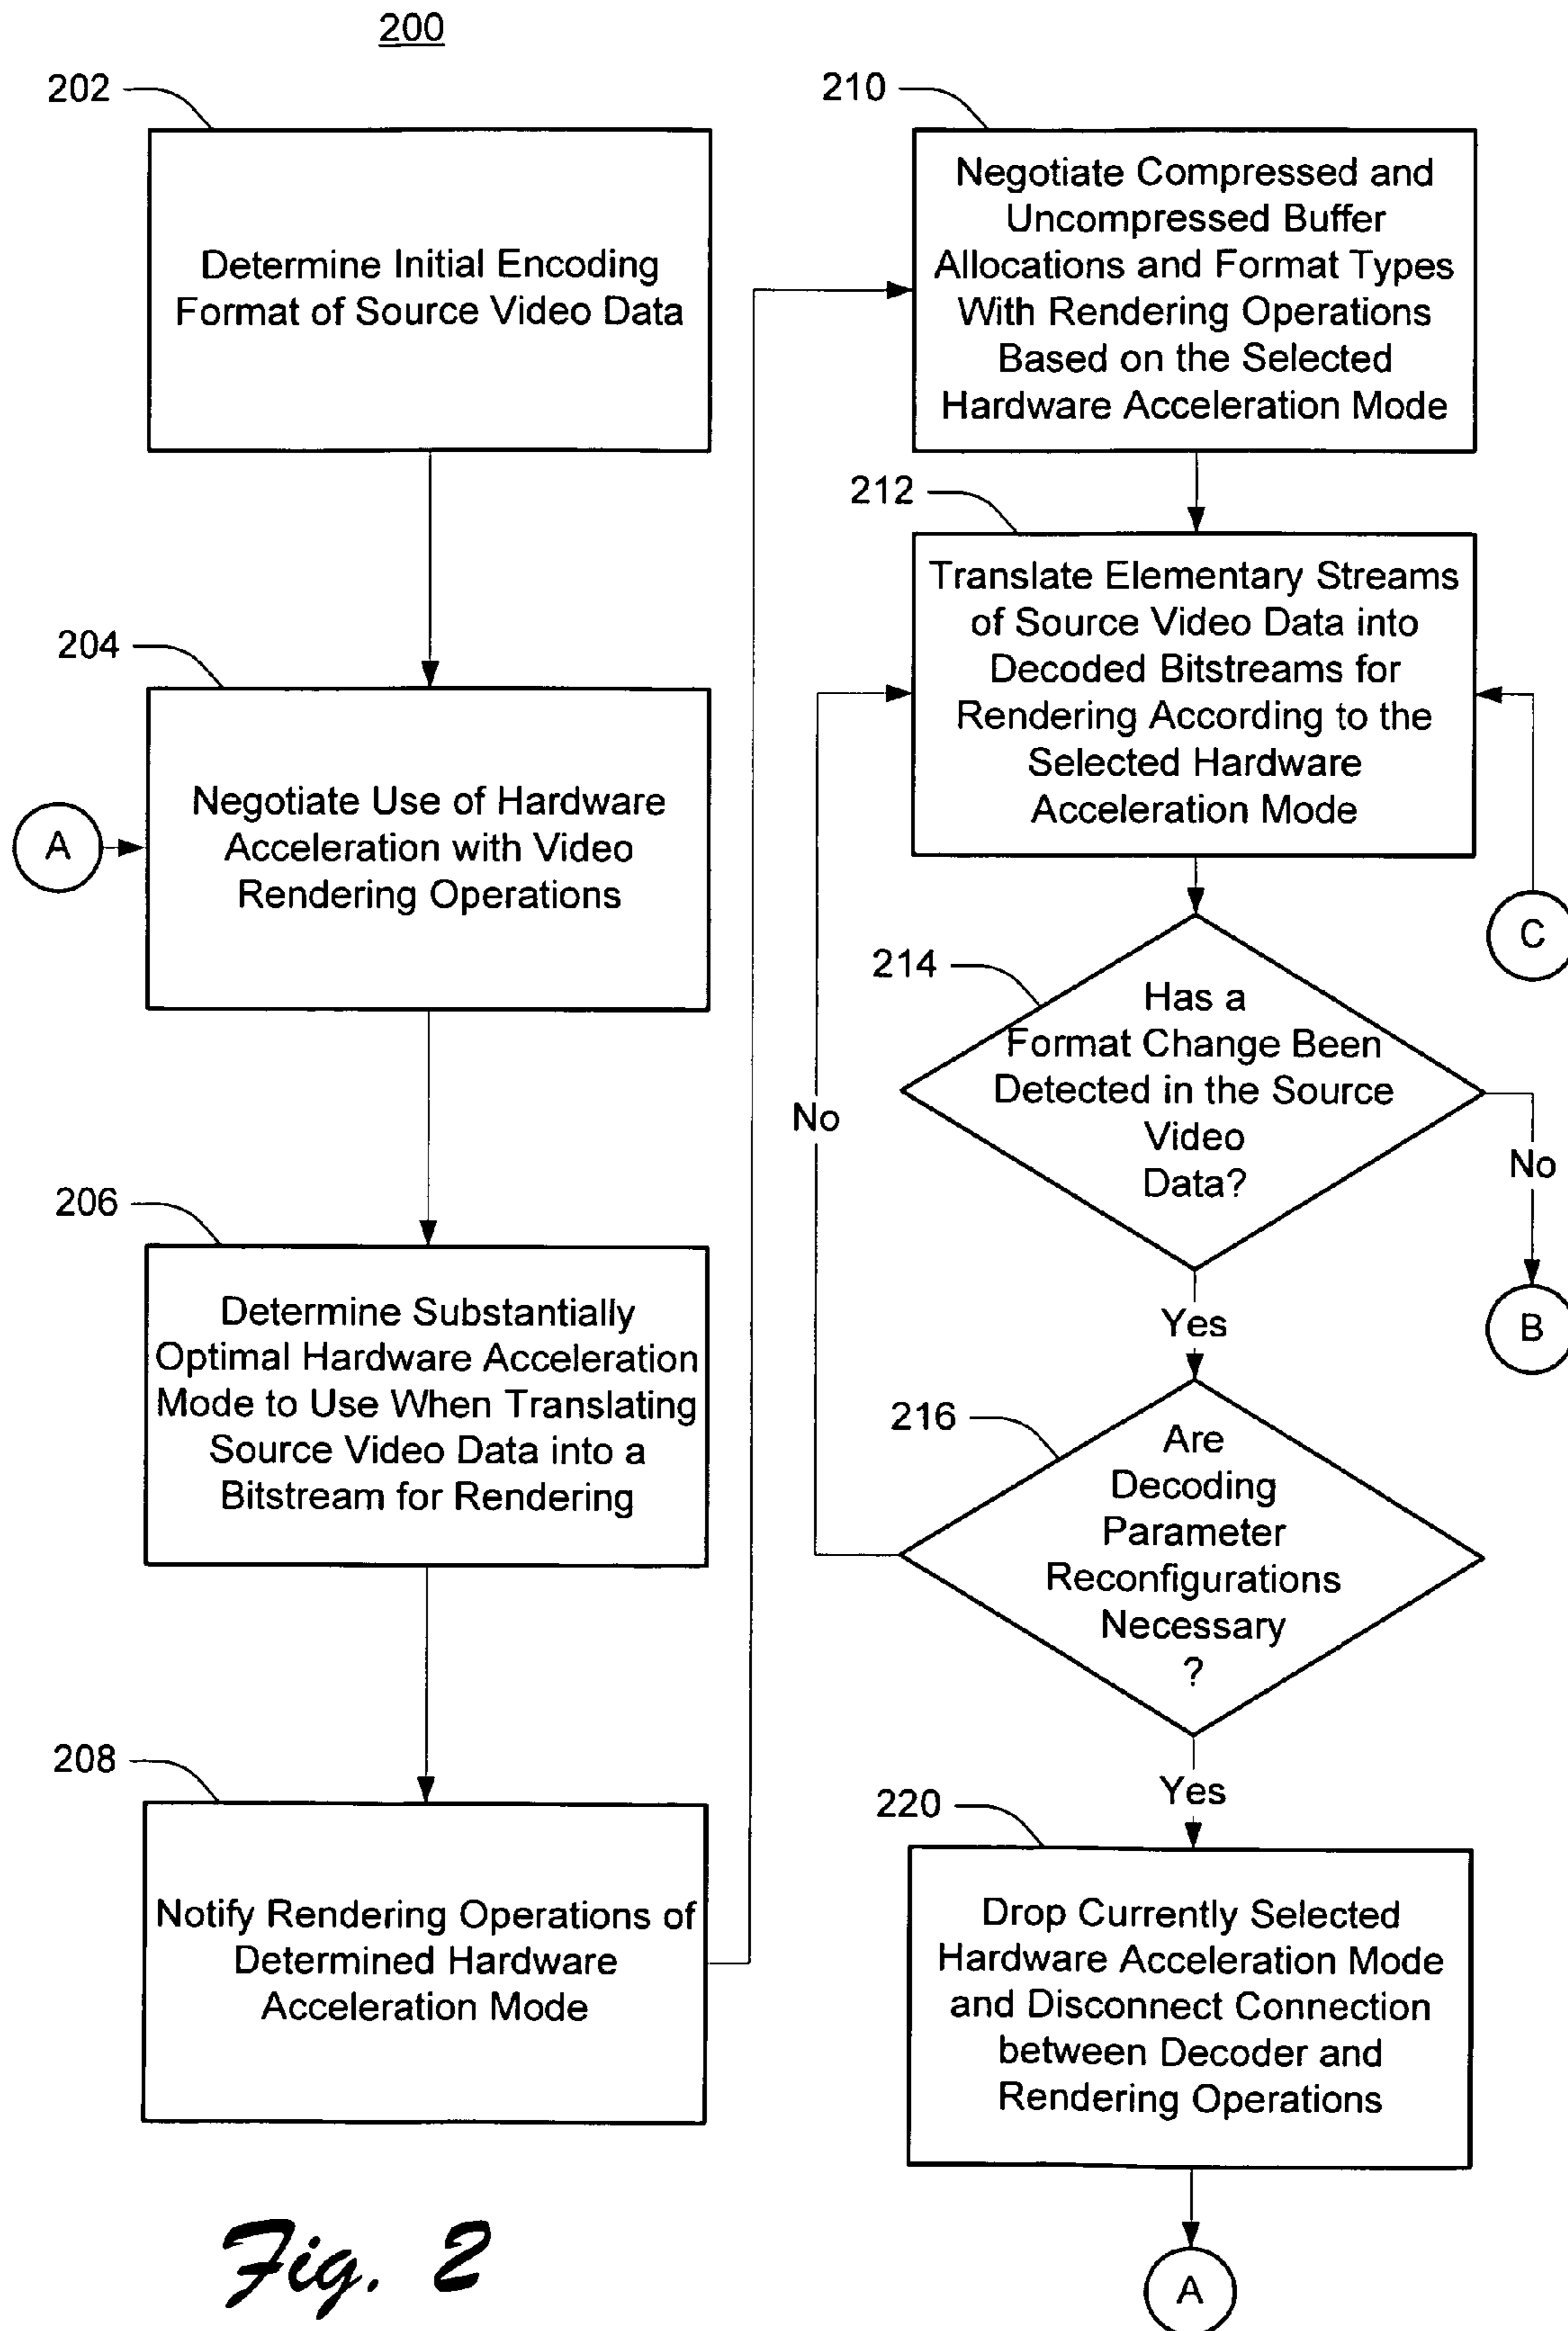 200
202
Determine Initial Encoding
Format of Source Video Data
204
A
Negotiate Use of Hardware
Acceleration with Video
Rendering Operations
206
Determine Substantially
Optimal Hardware Acceleration
Mode to Use When Translating
Source Video Data into a
Bitstream for Rendering
208
Notify Rendering Operations of
Determined Hardware
Acceleration Mode
210
Negotiate Compressed and
Uncompressed Buffer
Allocations and Format Types
With Rendering Operations
Based on the Selected
Hardware Acceleration Mode
212
Translate Elementary Streams
of Source Video Data into
Decoded Bitstreams for
Rendering According to the
Selected Hardware
Acceleration Mode
C
214
Has a
Format Change Been
Detected in the Source
Video
Data?
No
No
B
Yes
216
Are
Decoding
Parameter
Reconfigurations
Necessary
?
Yes
220
Drop Currently Selected
Hardware Acceleration Mode
and Disconnect Connection
between Decoder and
Rendering Operations
A
Fig. 2